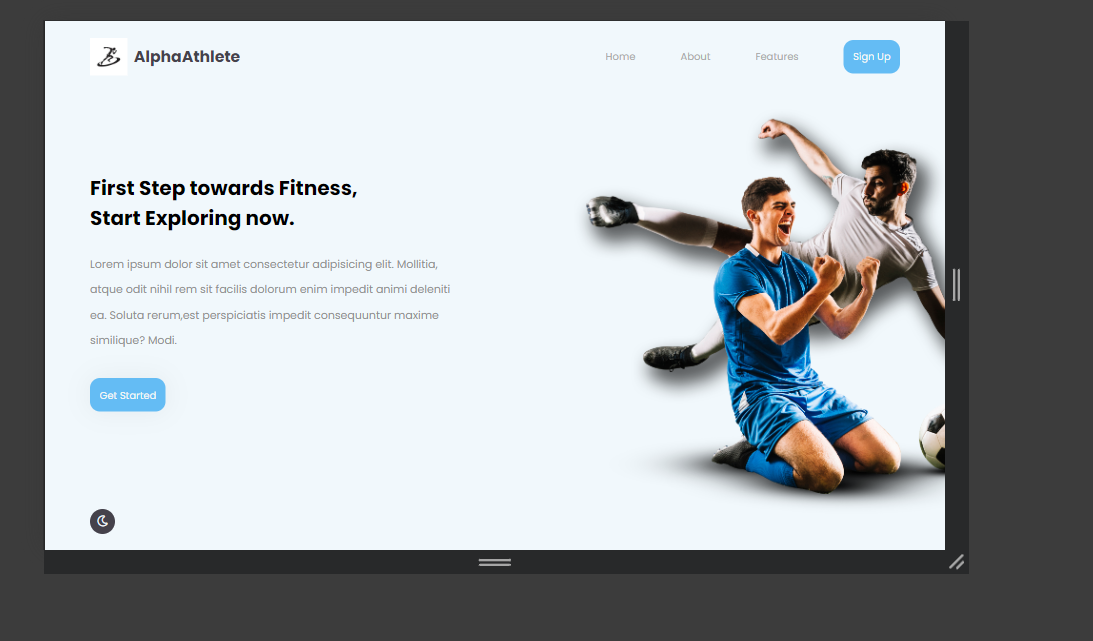 AlphaAthlete
Home
About
Features
Sign Up
First Step towards Fitness,
Start Exploring now.
Lorem ipsum dolor sit amet consectetur adipisicing elit. Mollitia,
atque odit nihil rem sit facilis dolorum enim impedit animi deleniti
ea. Soluta rerum,est perspiciatis impedit consequuntur maxime
similique? Modi.
Get Started